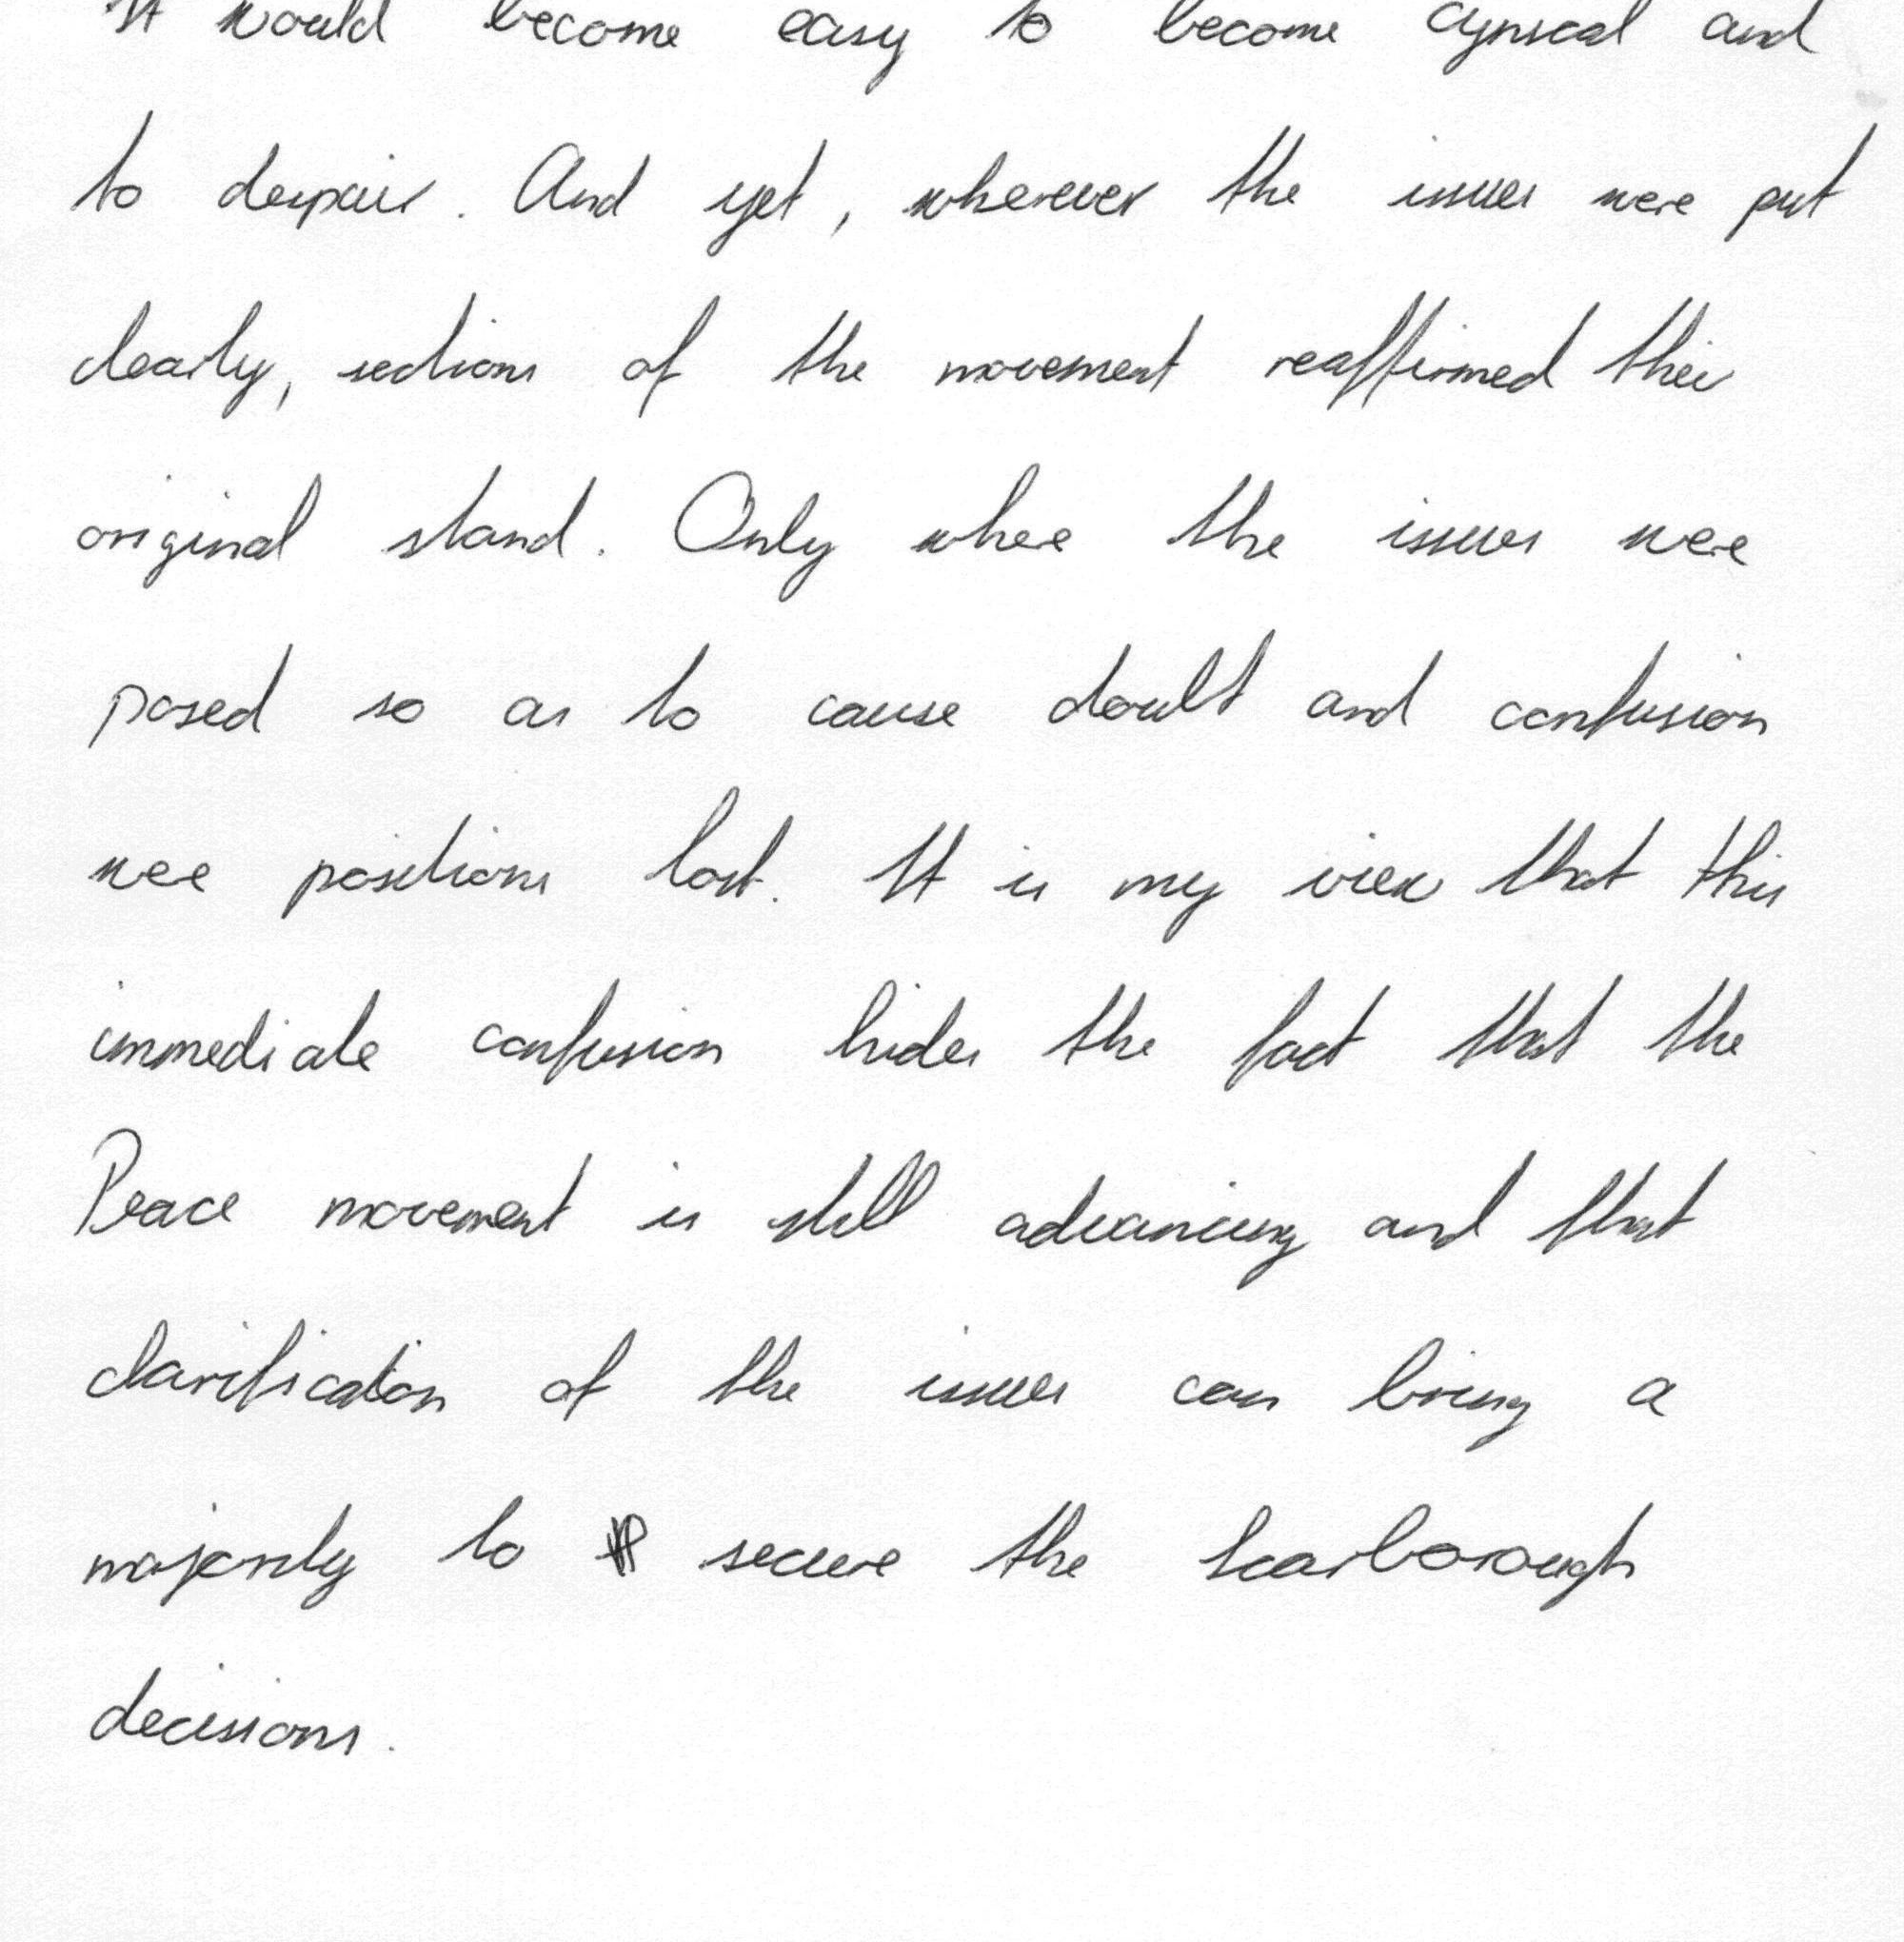 It would become easy to become cynical and
to despair. And yet, wherever the issues were put
clearly, sections of the movement reaffirmed their
original stand. Only where the issues were
posed so as to cause doubt and confusion
were positions lost. It is my view that this
immediate confusion hides the fact that the
Peace movement is still advancing and that
clarification of the issues can bring a
majority to secure the Scarborough
decisions.